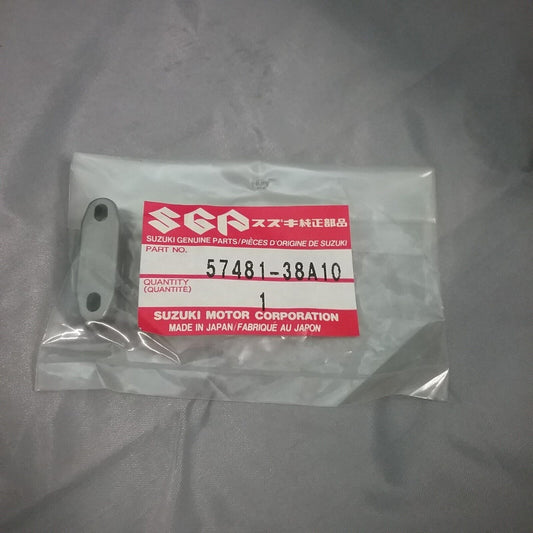 SGP スズキ純正部品
SUZUKI GENUINE PARTS/PIÈCES D'ORIGINE DE SUZUKI
PART NO.
57481-38A10
QUANTITY
(QUANTITÉ)
1
SUZUKI MOTOR CORPORATION
MADE IN JAPAN/FABRIQUÉ AU JAPON